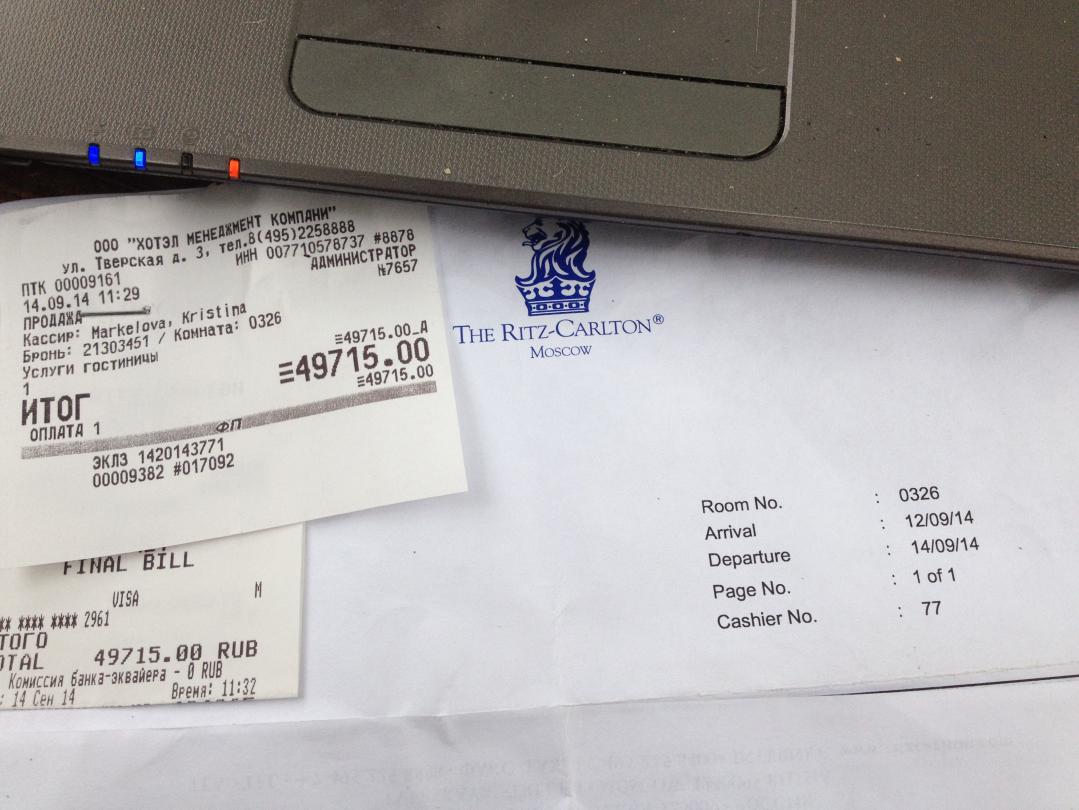 ООО "ХОТЭЛ МЕНЕДЖМЕНТ КОМПАНИ"
ул. Тверская д. 3, тел.8(495)2258888
ИНН 007710578737 #8878
ПТК 00009161
АДМИНИСТРАТОР
14.09.14 11:29
№7657
ПРОДАЖА
Кассир: Markelova, Kristina
Бронь: 21303451 / Комната: 0326
Услуги гостиницы
1
≡49715.00_А
ИТОГ
≡49715.00
ОПЛАТА 1
≡49715.00
ФП
ЭКЛЗ 1420143771
00009382 #017092
FINAL BILL
VISA
М
** **** **** 2961
ТОГО
OTAL 49715.00 RUB
Комиссия банка-эквайера - 0 RUB
: 14 Сен 14 Время: 11:32
THE RITZ-CARLTON®
MOSCOW
Room No. : 0326
Arrival : 12/09/14
Departure : 14/09/14
Page No. : 1 of 1
Cashier No. : 77